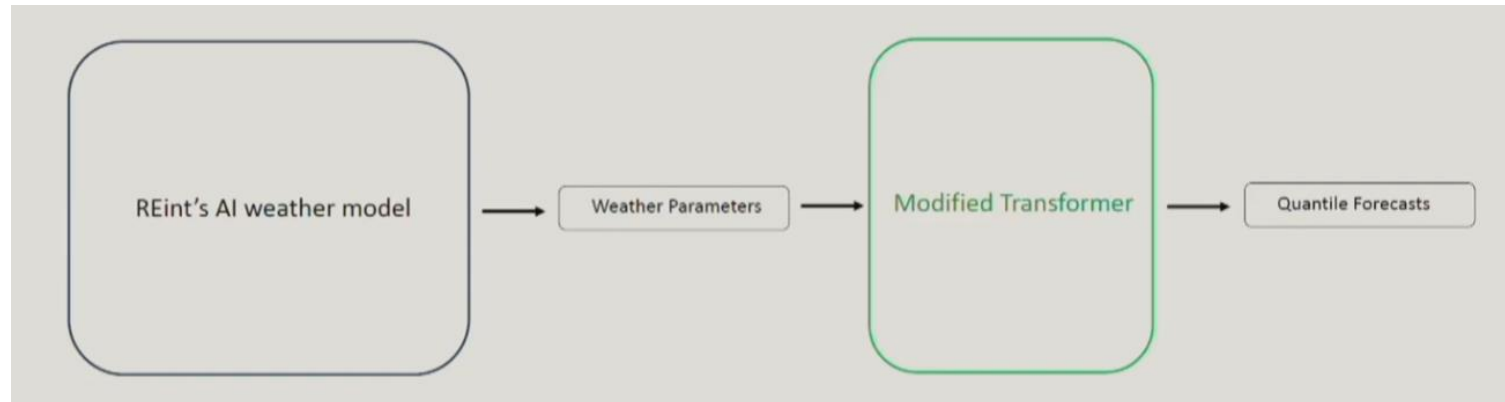 REint's AI weather model
Weather Parameters
Modified Transformer
Quantile Forecasts